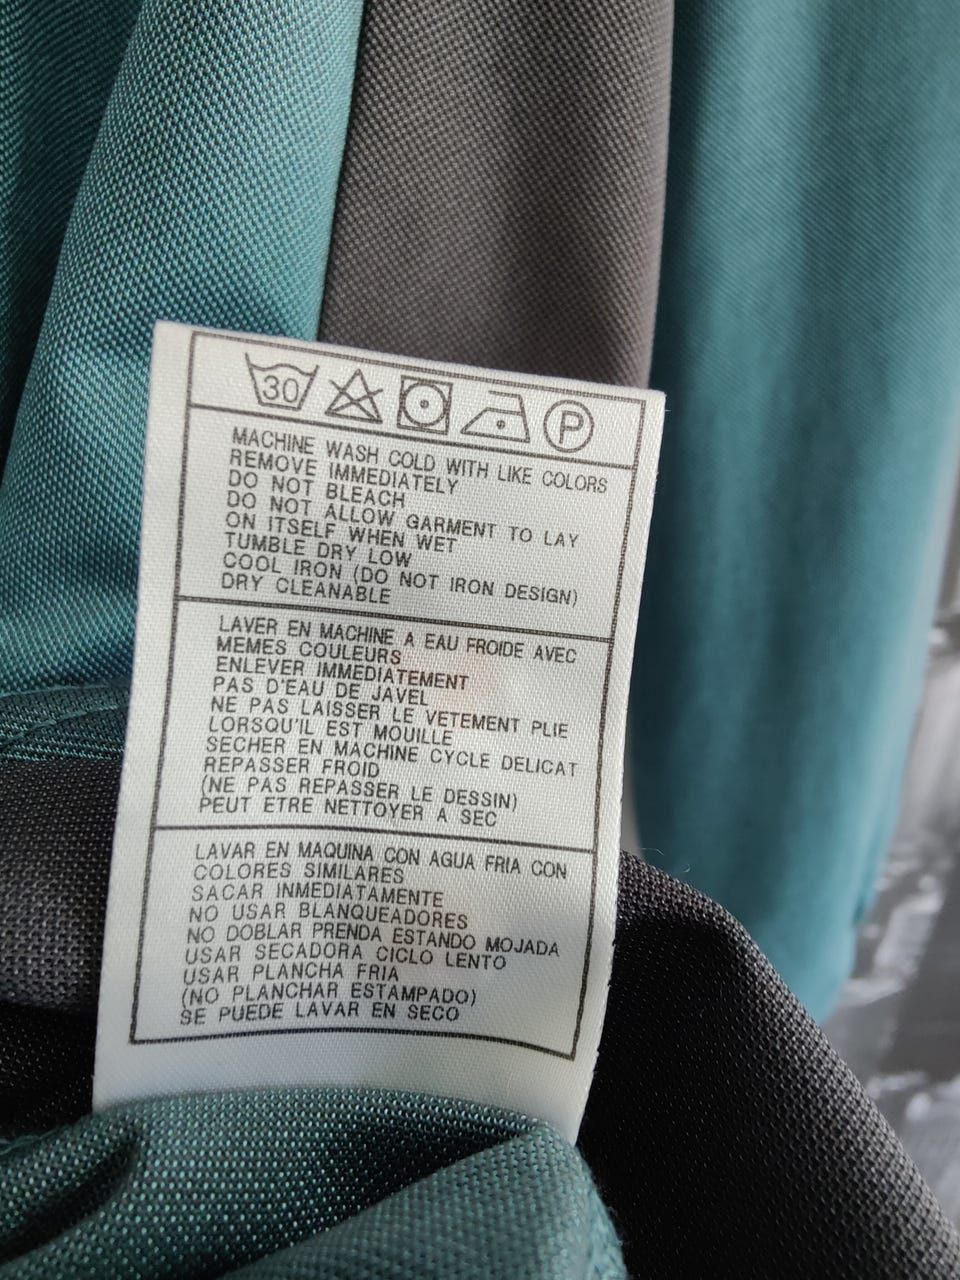 30 P
MACHINE WASH COLD WITH LIKE COLORS
REMOVE IMMEDIATELY
DO NOT BLEACH
DO NOT ALLOW GARMENT TO LAY
ON ITSELF WHEN WET
TUMBLE DRY LOW
COOL IRON (DO NOT IRON DESIGN)
DRY CLEANABLE
LAVER EN MACHINE A EAU FROIDE AVEC
MEMES COULEURS
ENLEVER IMMEDIATEMENT
PAS D'EAU DE JAVEL
NE PAS LAISSER LE VETEMENT PLIE
LORSQU'IL EST MOUILLE
SECHER EN MACHINE CYCLE DELICAT
REPASSER FROID
(NE PAS REPASSER LE DESSIN)
PEUT ETRE NETTOYER A SEC
LAVAR EN MAQUINA CON AGUA FRIA CON
COLORES SIMILARES
SACAR INMEDIATAMENTE
NO USAR BLANQUEADORES
NO DOBLAR PRENDA ESTANDO MOJADA
USAR SECADORA CICLO LENTO
USAR PLANCHA FRIA
(NO PLANCHAR ESTAMPADO)
SE PUEDE LAVAR EN SECO